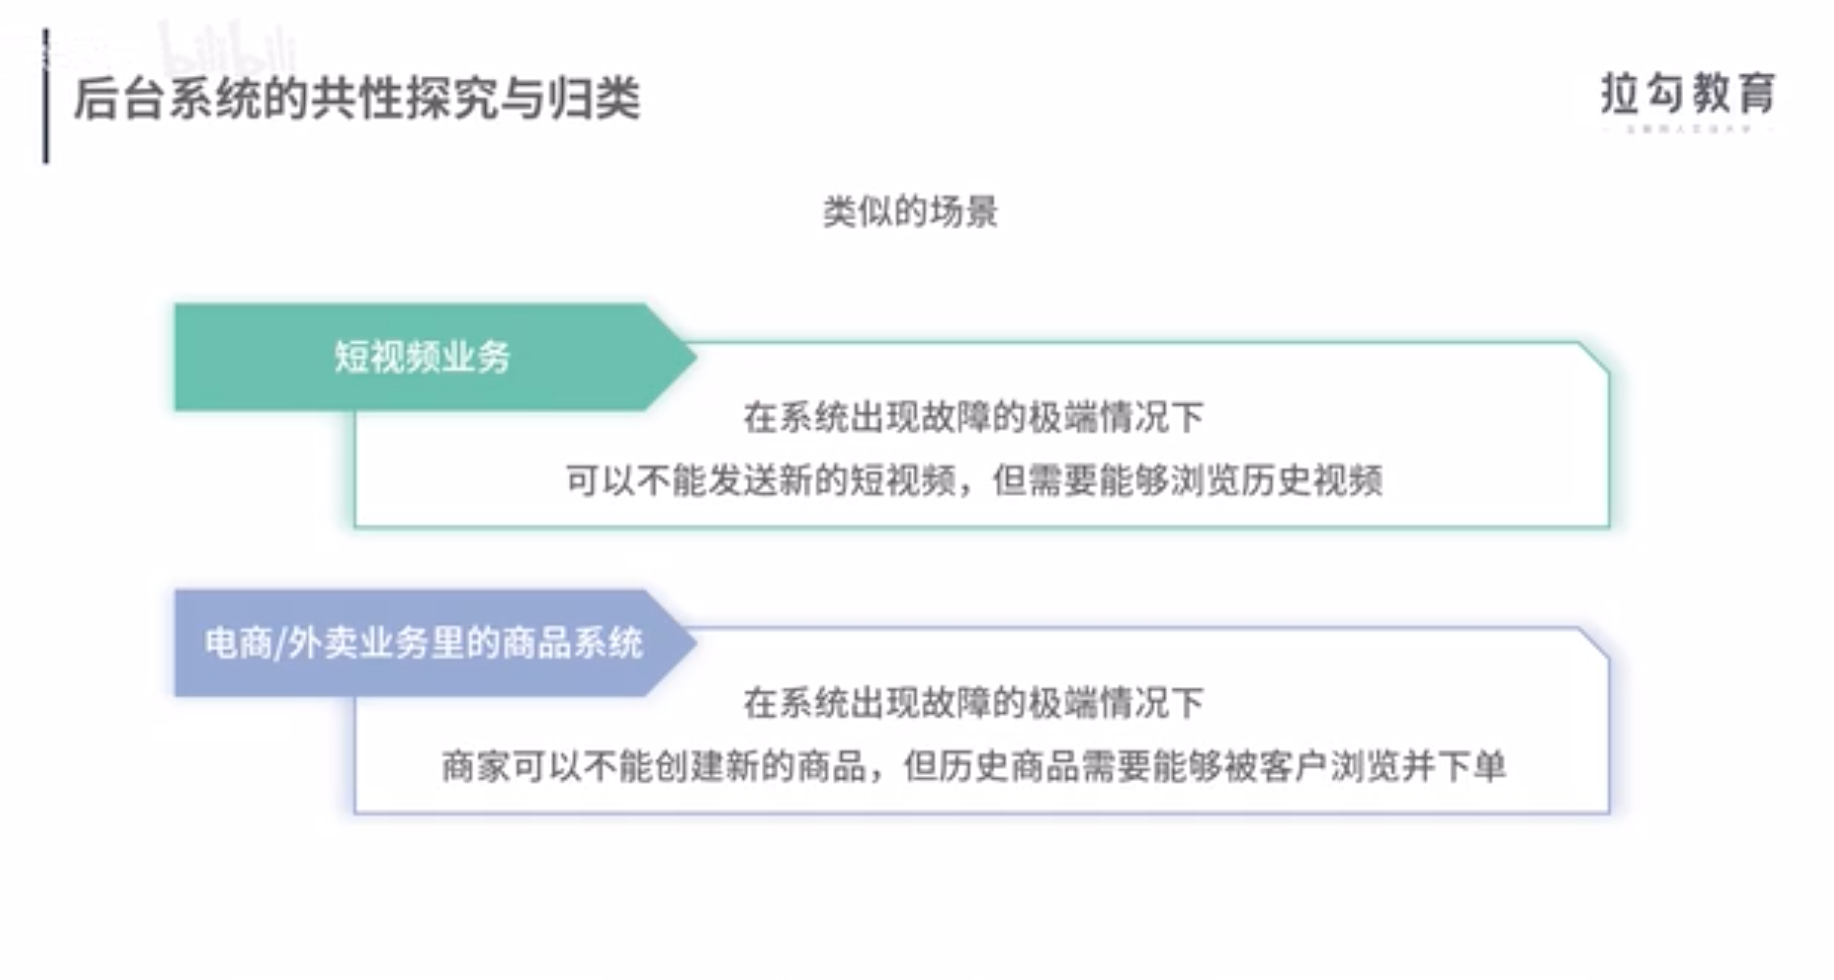 bilibili
后台系统的共性探究与归类
拉勾教育
类似的场景
短视频业务
在系统出现故障的极端情况下
可以不能发送新的短视频，但需要能够浏览历史视频
电商/外卖业务里的商品系统
在系统出现故障的极端情况下
商家可以不能创建新的商品，但历史商品需要能够被客户浏览并下单